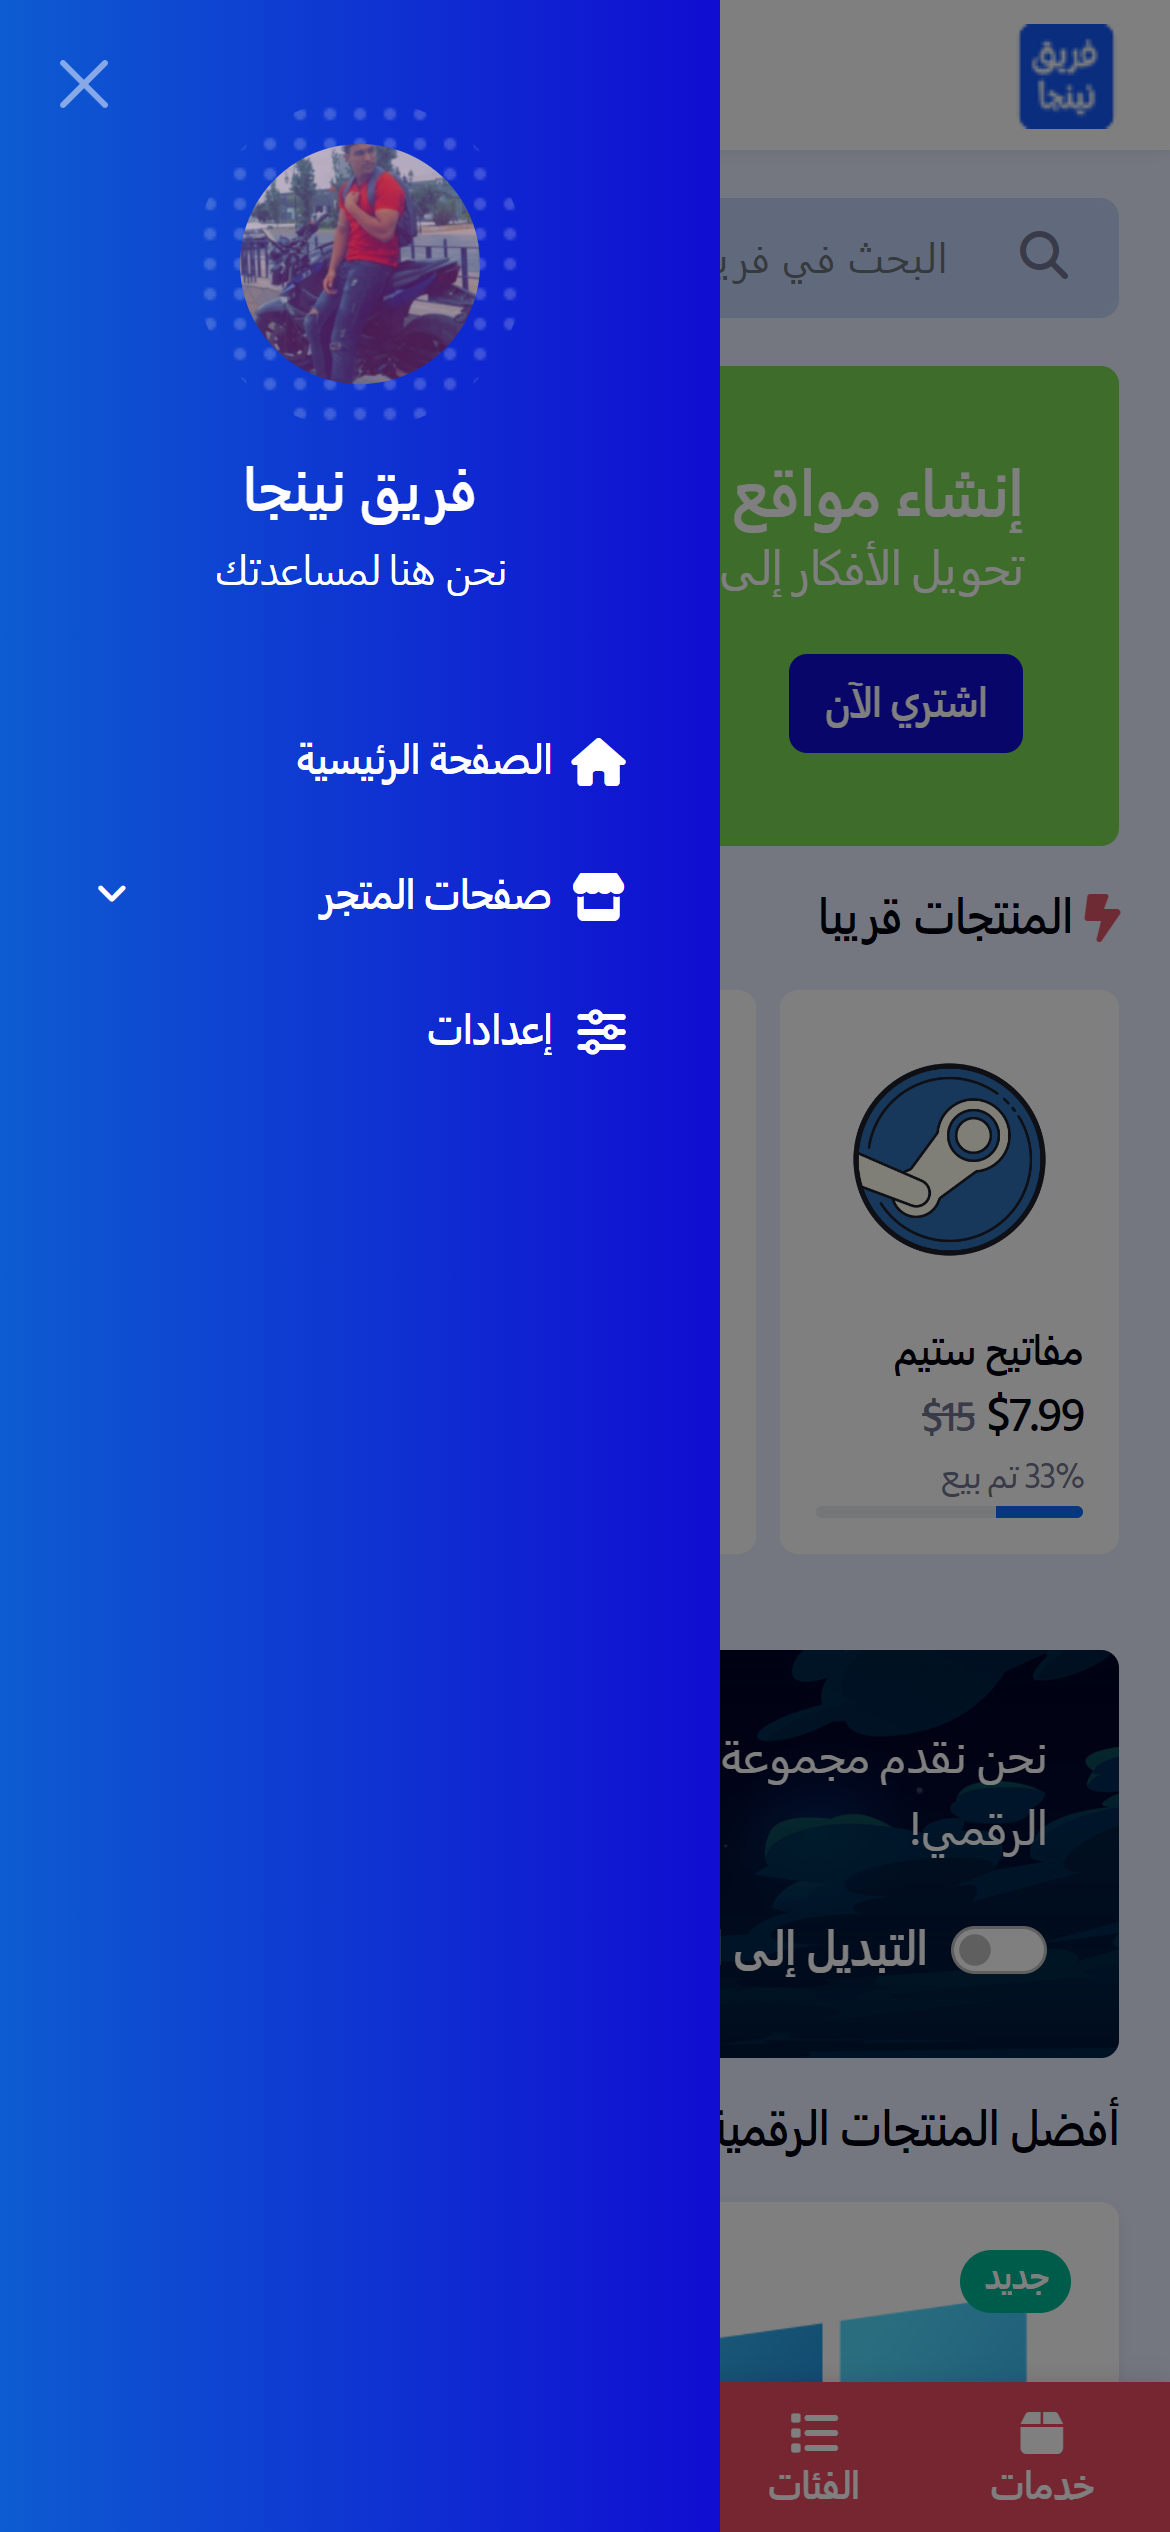 فريق
نينجا
البحث في فري
إنشاء مواقع
تحويل الأفكار إلى
اشتري الآن
المنتجات قريبا
مفاتيح ستيم
$7.99 $15
33% تم بيع
نحن نقدم مجموعة
الرقمي!
التبديل إلى
أفضل المنتجات الرقمية
جديد
خدمات
الفئات
فريق نينجا
نحن هنا لمساعدتك
الصفحة الرئيسية
صفحات المتجر
إعدادات